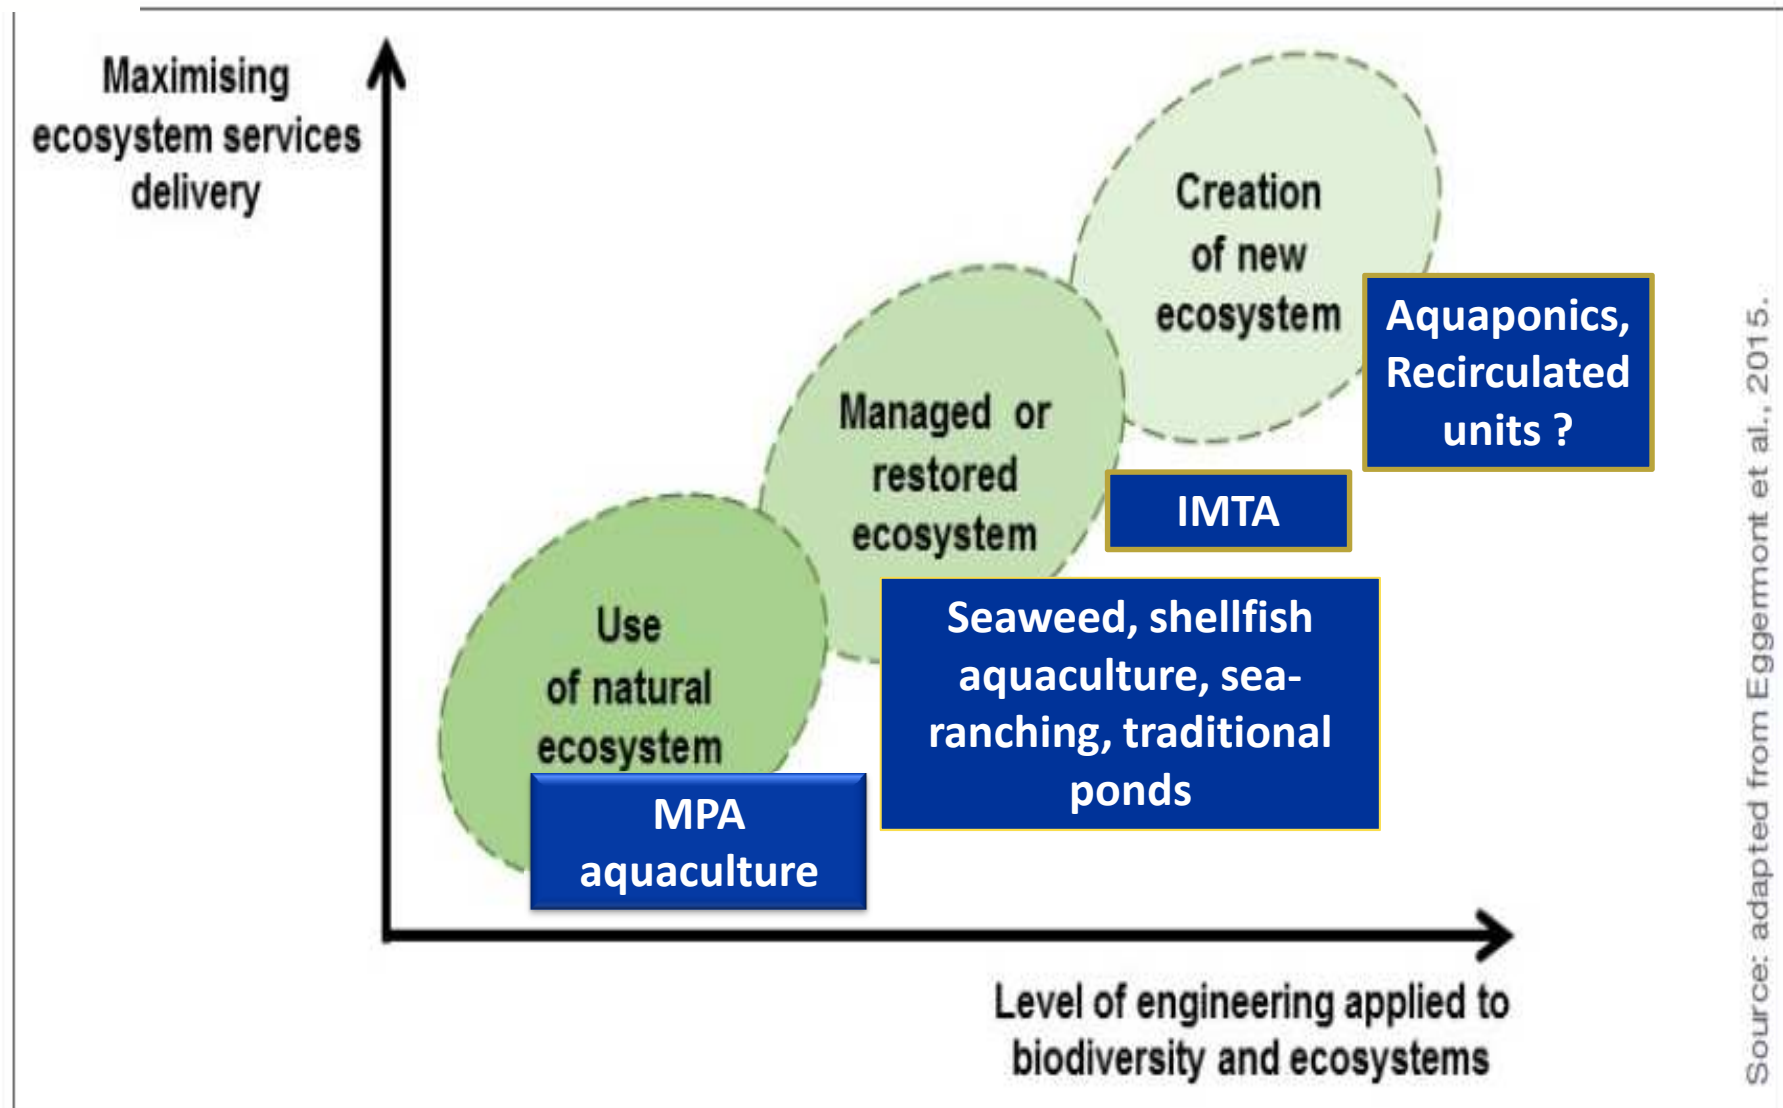 Maximising
ecosystem services
delivery
Creation
of new
ecosystem
Aquaponics,
Recirculated
units ?
Managed or
restored
ecosystem
IMTA
Use
of natural
ecosystem
Seaweed, shellfish
aquaculture, sea-
ranching, traditional
ponds
MPA
aquaculture
Level of engineering applied to
biodiversity and ecosystems
Source: adapted from Eggermont et al., 2015.